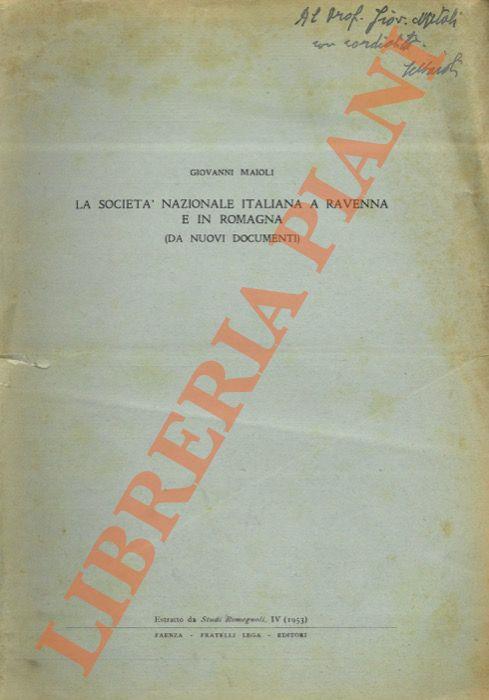 Al Prof. Giov. Natali
con cordialità.
GIOVANNI MAIOLI
LA SOCIETA' NAZIONALE ITALIANA A RAVENNA
E IN ROMAGNA
(DA NUOVI DOCUMENTI)
LIBRERIA PIANI
Estratto da Studi Romagnoli, IV (1953)
FAENZA - FRATELLI LEGA - EDITORI